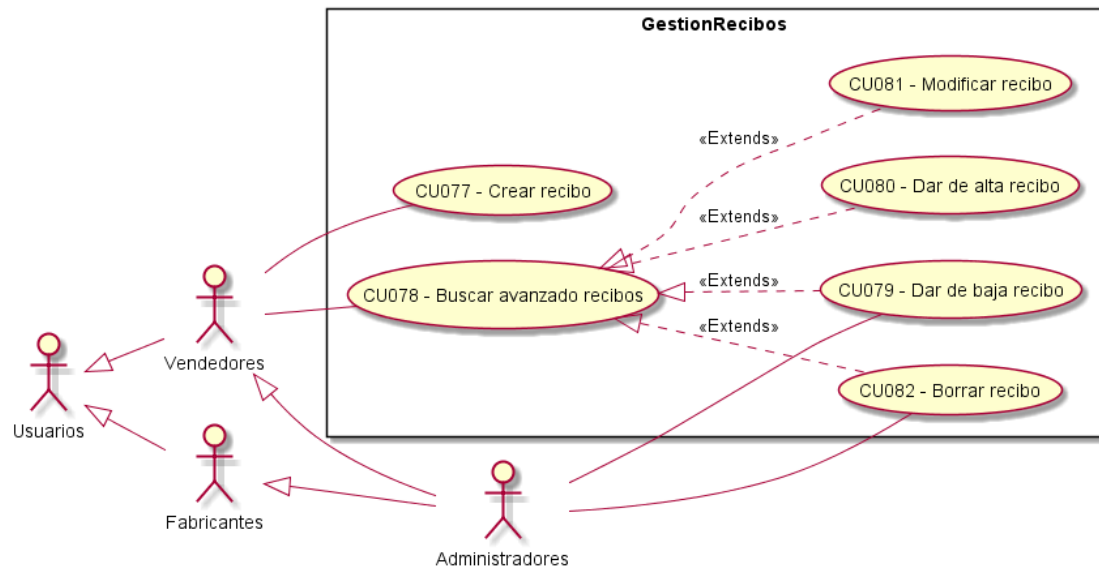 GestionRecibos
CU081 - Modificar recibo
«Extends»
CU077 - Crear recibo
CU080 - Dar de alta recibo
«Extends»
CU078 - Buscar avanzado recibos
«Extends»
CU079 - Dar de baja recibo
«Extends»
Vendedores
CU082 - Borrar recibo
Usuarios
Fabricantes
Administradores